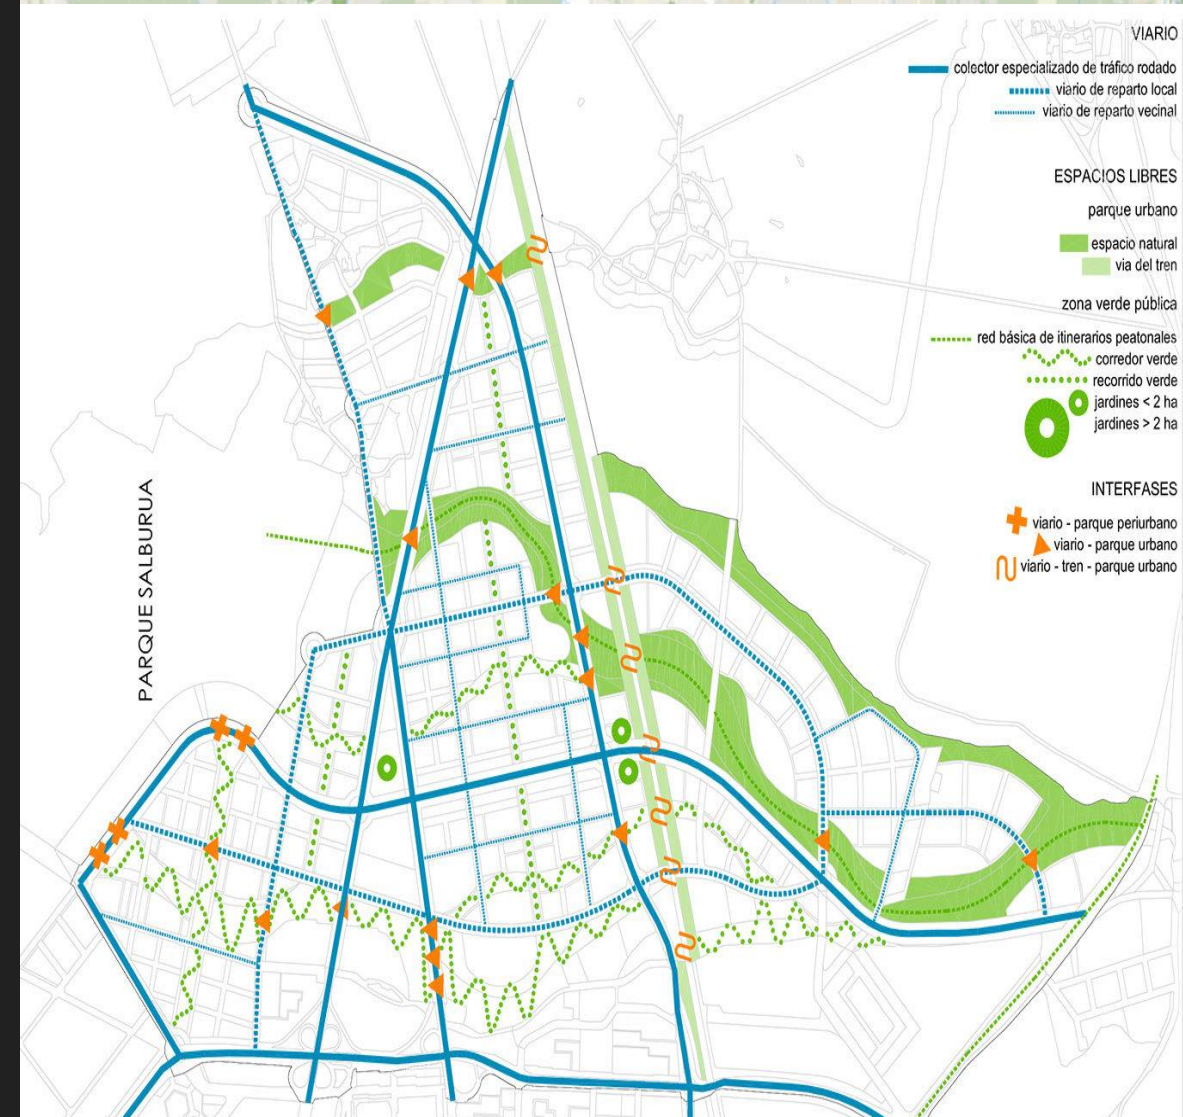 VIARIO
colector especializado de tráfico rodado
viario de reparto local
viario de reparto vecinal
ESPACIOS LIBRES
parque urbano
espacio natural
via del tren
zona verde pública
red básica de itinerarios peatonales
corredor verde
recorrido verde
jardines < 2 ha
jardines > 2 ha
INTERFASES
viario - parque periurbano
viario - parque urbano
viario - tren - parque urbano
PARQUE SALBURUA